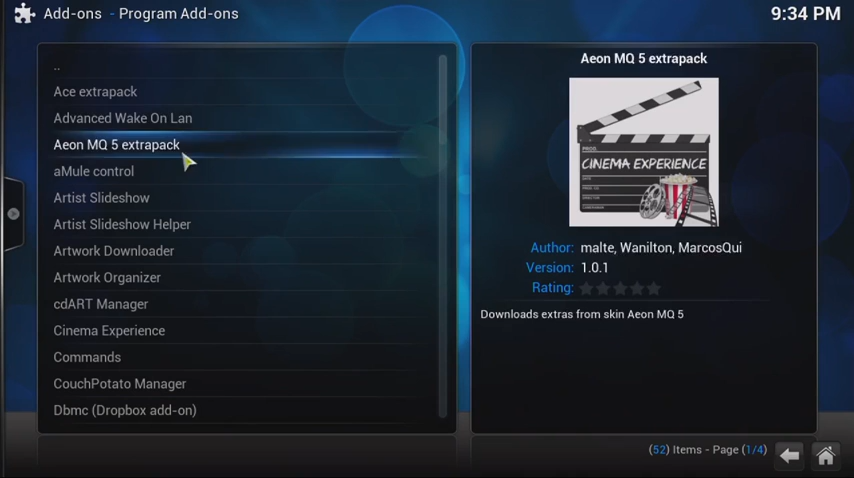 Add-ons - Program Add-ons
9:34 PM
..
Ace extrapack
Advanced Wake On Lan
Aeon MQ 5 extrapack
aMule control
Artist Slideshow
Artist Slideshow Helper
Artwork Downloader
Artwork Organizer
cdART Manager
Cinema Experience
Commands
CouchPotato Manager
Dbmc (Dropbox add-on)
Aeon MQ 5 extrapack
PROD.
CINEMA EXPERIENCE
Author: malte, Wanilton, MarcosQui
Version: 1.0.1
Rating:
Downloads extras from skin Aeon MQ 5
(52) Items - Page (1/4)